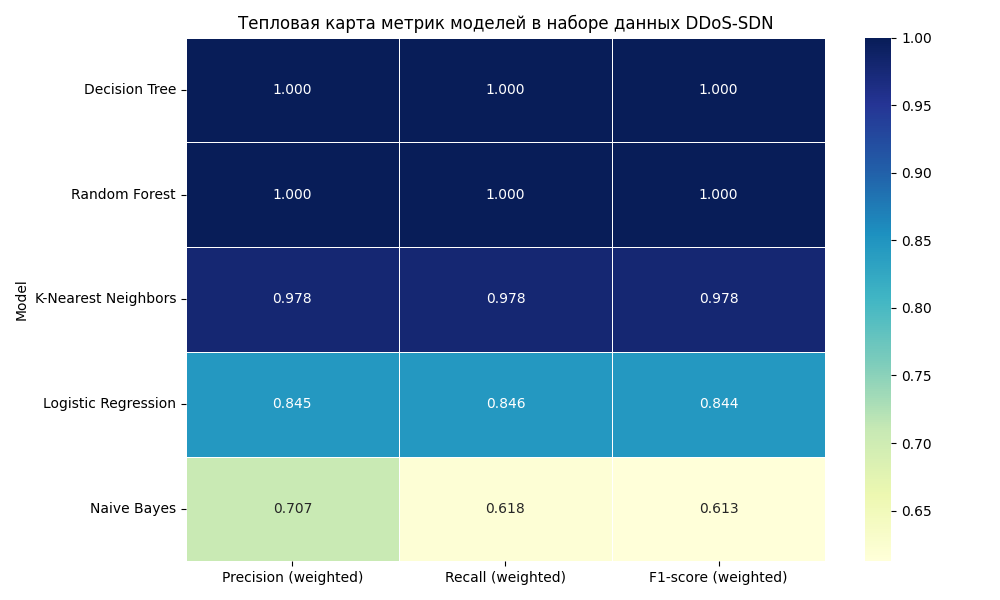 Тепловая карта метрик моделей в наборе данных DDoS-SDN
Model
Decision Tree 1.000 1.000 1.000
Random Forest 1.000 1.000 1.000
K-Nearest Neighbors 0.978 0.978 0.978
Logistic Regression 0.845 0.846 0.844
Naive Bayes 0.707 0.618 0.613
Precision (weighted) Recall (weighted) F1-score (weighted)
1.00
0.95
0.90
0.85
0.80
0.75
0.70
0.65